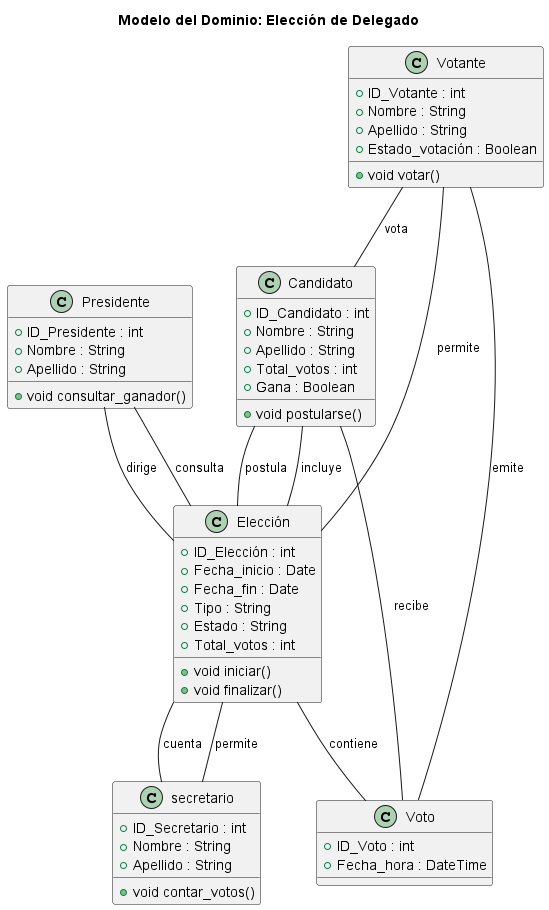 Modelo del Dominio: Elección de Delegado
C Votante
ID_Votante : int
Nombre : String
Apellido : String
Estado_votación : Boolean
void votar()
vota
C Candidato
ID_Candidato : int
Nombre : String
Apellido : String
Total_votos : int
Gana : Boolean
void postularse()
C Presidente
ID_Presidente : int
Nombre : String
Apellido : String
void consultar_ganador()
permite
dirige
consulta
postula
incluye
emite
C Elección
ID_Elección : int
Fecha_inicio : Date
Fecha_fin : Date
Tipo : String
Estado : String
Total_votos : int
void iniciar()
void finalizar()
recibe
cuenta
permite
contiene
C secretario
ID_Secretario : int
Nombre : String
Apellido : String
void contar_votos()
C Voto
ID_Voto : int
Fecha_hora : DateTime